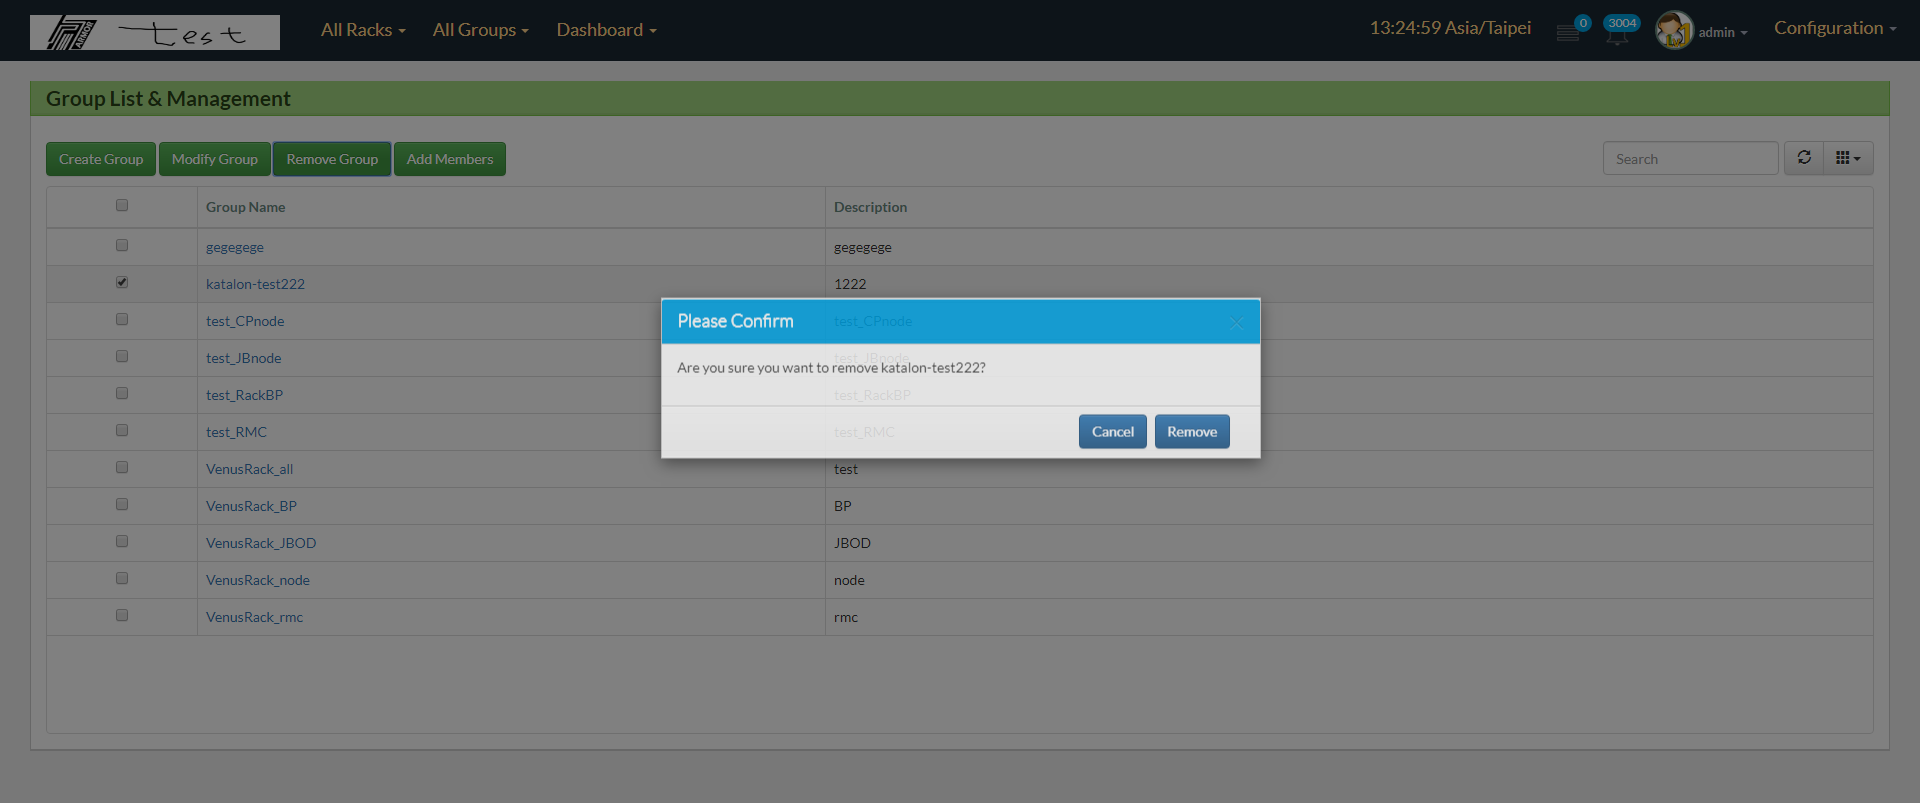 ARMOR test All Racks All Groups Dashboard 13:24:59 Asia/Taipei 0 3004 admin Configuration
Group List & Management
Create Group Modify Group Remove Group Add Members Search
Group Name Description
gegegege gegegege
katalon-test222 1222
Please Confirm
Are you sure you want to remove katalon-test222?
Cancel Remove
test_CPnode test_CPnode
test_JBnode test_JBnode
test_RackBP test_RackBP
test_RMC test_RMC
VenusRack_all test
VenusRack_BP BP
VenusRack_JBOD JBOD
VenusRack_node node
VenusRack_rmc rmc